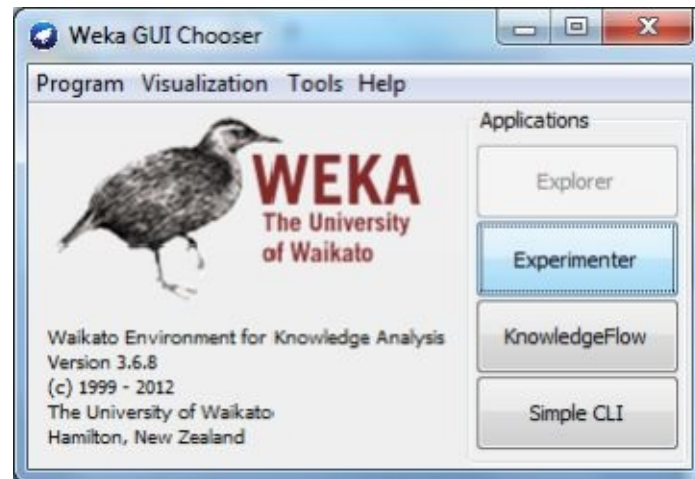 Weka GUI Chooser
Program Visualization Tools Help
WEKA
The University
of Waikato
Waikato Environment for Knowledge Analysis
Version 3.6.8
(c) 1999 - 2012
The University of Waikato
Hamilton, New Zealand
Applications
Explorer
Experimenter
KnowledgeFlow
Simple CLI